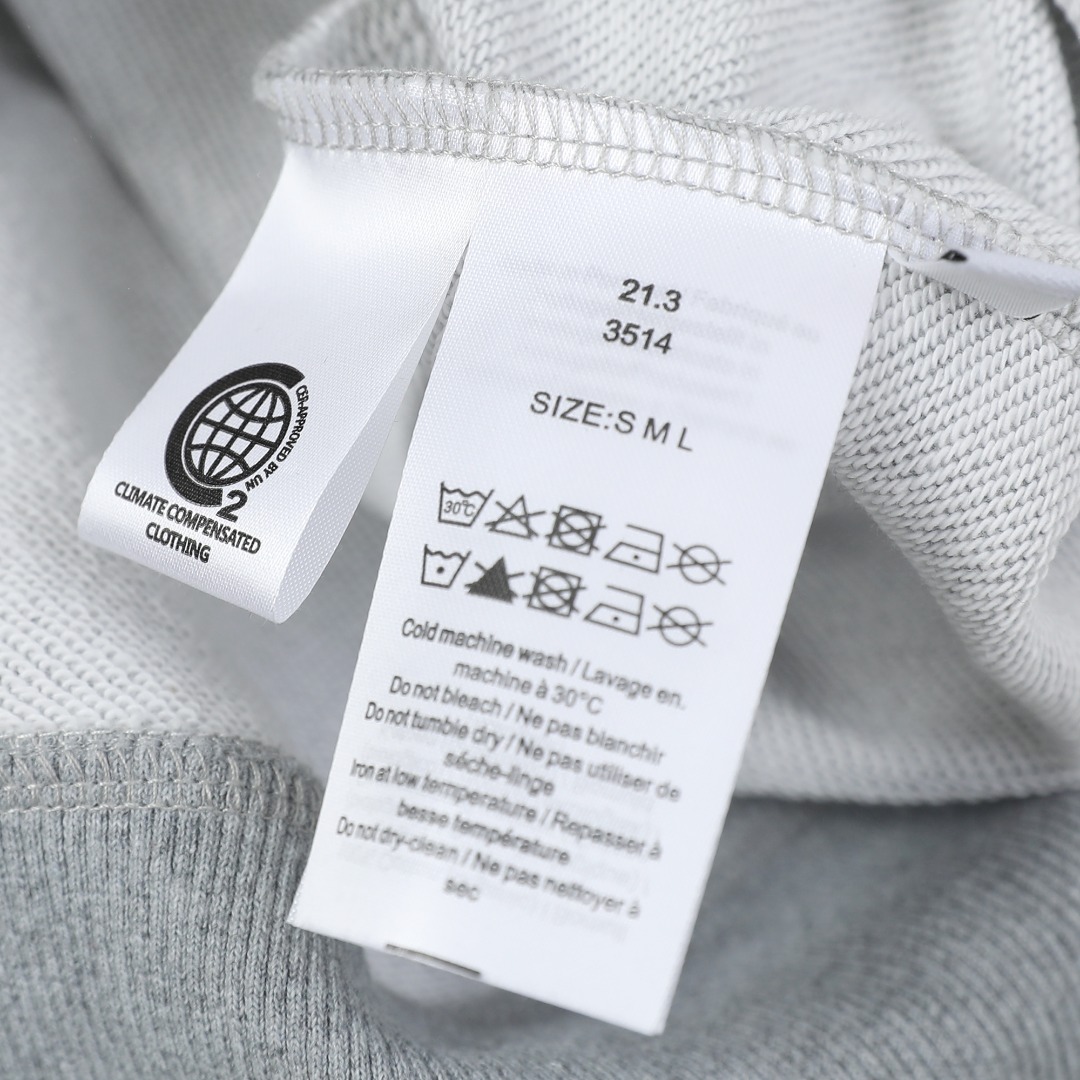 CER-APPROVED BY UN
2
CLIMATE COMPENSATED
CLOTHING
21.3
3514
SIZE:S M L
30℃
Cold machine wash / Lavage en.
machine à 30°C
Do not bleach / Ne pas blanchir
Do not tumble dry / Ne pas utiliser de
séche-linge
Iron at low temperature / Repasser à
besse température
Do not dry-clean / Ne pas nettoyer à
sec